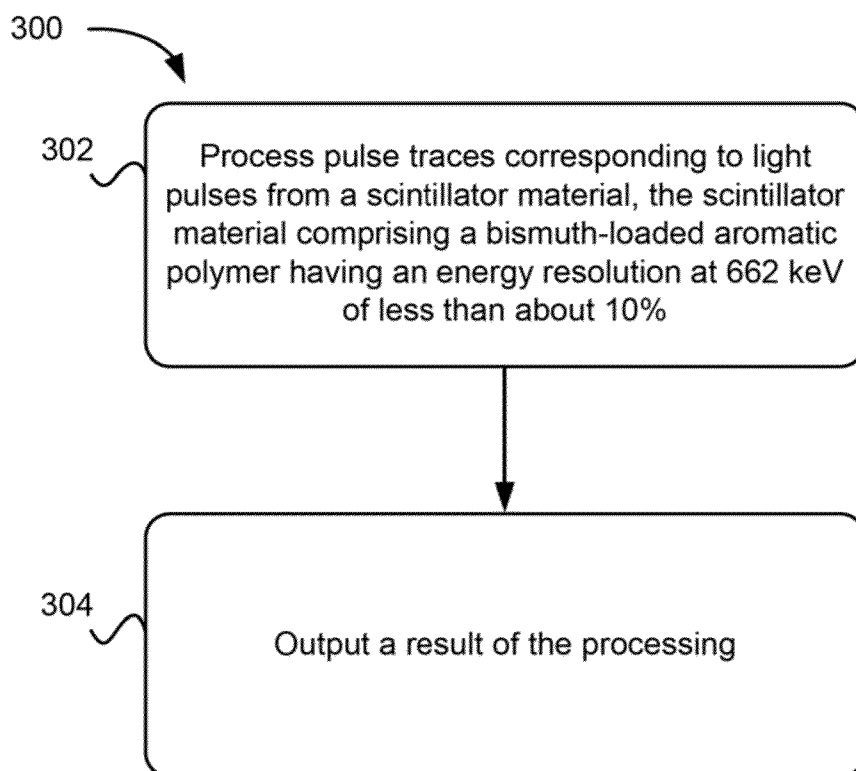 300
302
Process pulse traces corresponding to light
pulses from a scintillator material, the scintillator
material comprising a bismuth-loaded aromatic
polymer having an energy resolution at 662 keV
of less than about 10%
304
Output a result of the processing